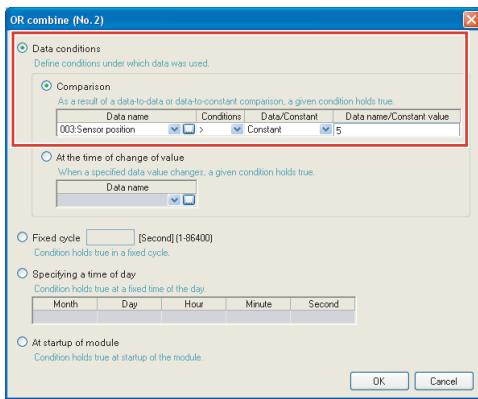 OR combine (No. 2)
Data conditions
Define conditions under which data was used.
Comparison
As a result of a data-to-data or data-to-constant comparison, a given condition holds true.
Data name Conditions Data/Constant Data name/Constant value
003:Sensor position > Constant 5
At the time of change of value
When a specified data value changes, a given condition holds true.
Data name
Fixed cycle [Second] (1-86400)
Condition holds true in a fixed cycle.
Specifying a time of day
Condition holds true at a fixed time of the day.
Month Day Hour Minute Second
At startup of module
Condition holds true at startup of the module.
OK Cancel